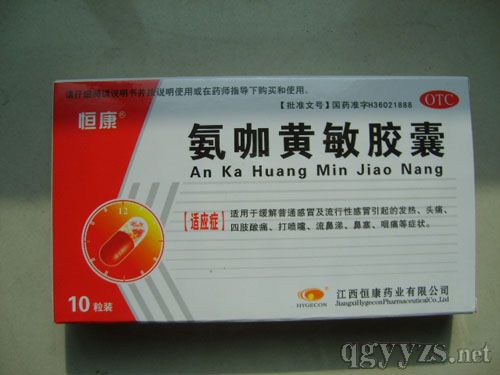 请仔细阅读说明书并按说明使用或在药师指导下购买和使用。
【批准文号】国药准字H36021888
OTC
恒康®
氨咖黄敏胶囊
An Ka Huang Min Jiao Nang
12
【适应症】适用于缓解普通感冒及流行性感冒引起的发热、头痛、
四肢酸痛、打喷嚏、流鼻涕、鼻塞、咽痛等症状。
10粒装
HYGECON
江西恒康药业有限公司
JiangxiHygeconPharmaceuticalCo.,Ltd
qgyyzs.net